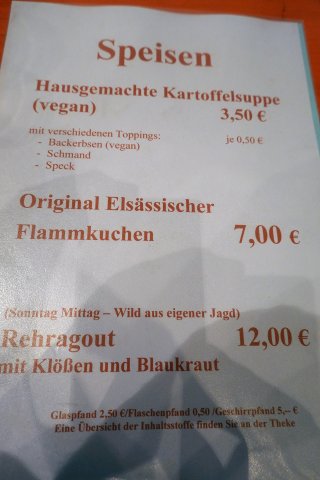 Speisen
Hausgemachte Kartoffelsuppe
(vegan) 3,50 €
mit verschiedenen Toppings: je 0,50 €
- Backerbsen (vegan)
- Schmand
- Speck
Original Elsässischer
Flammkuchen 7,00 €
(Sonntag Mittag – Wild aus eigener Jagd)
Rehragout 12,00 €
mit Klößen und Blaukraut
Glaspfand 2,50 €/Flaschenpfand 0,50 /Geschirrpfand 5,-- €
Eine Übersicht der Inhaltsstoffe finden Sie an der Theke